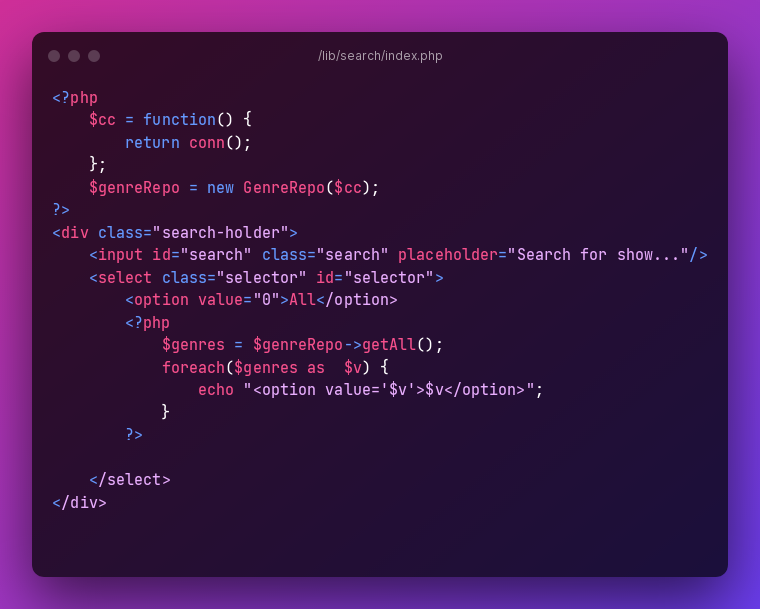 /lib/search/index.php
<?php
    $cc = function() {
        return conn();
    };
    $genreRepo = new GenreRepo($cc);
?>
<div class="search-holder">
    <input id="search" class="search" placeholder="Search for show..."/>
    <select class="selector" id="selector">
        <option value="0">All</option>
        <?php
            $genres = $genreRepo->getAll();
            foreach($genres as  $v) {
                echo "<option value='$v'>$v</option>";
            }
        ?>

    </select>
</div>